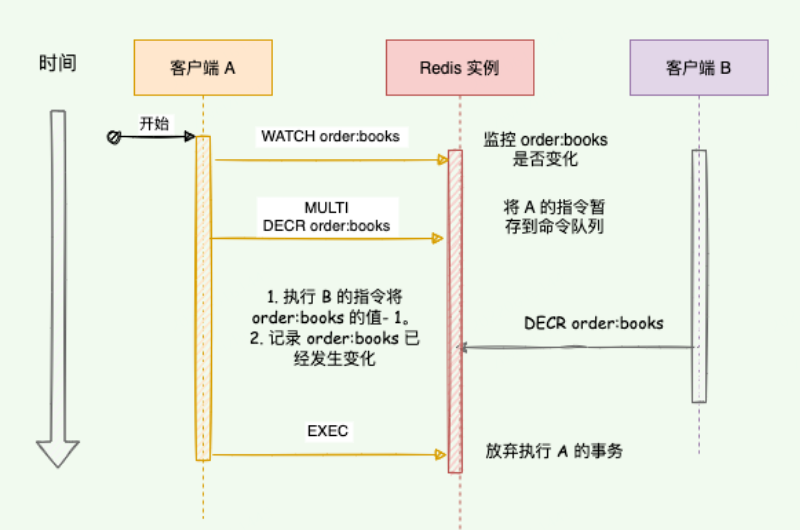 时间
客户端 A
Redis 实例
客户端 B
开始
WATCH order:books
监控 order:books
是否变化
MULTI
DECR order:books
将 A 的指令暂
存到命令队列
1. 执行 B 的指令将
order:books 的值- 1。
2. 记录 order:books 已
经发生变化
DECR order:books
EXEC
放弃执行 A 的事务